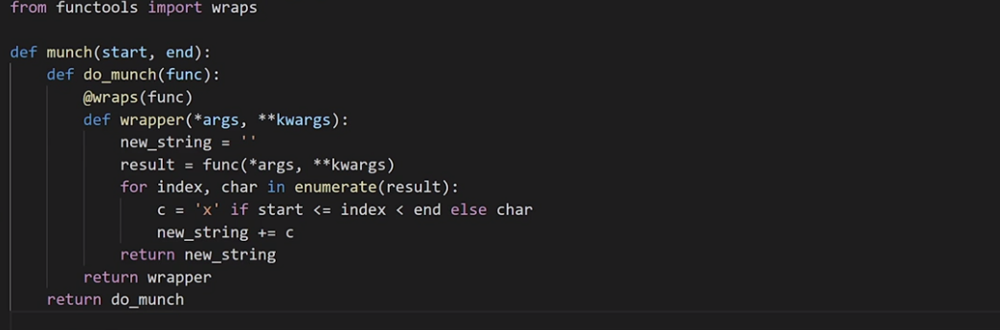 from functools import wraps
def munch(start, end):
    def do_munch(func):
        @wraps(func)
        def wrapper(*args, **kwargs):
            new_string = ''
            result = func(*args, **kwargs)
            for index, char in enumerate(result):
                c = 'x' if start <= index < end else char
                new_string += c
            return new_string
        return wrapper
    return do_munch